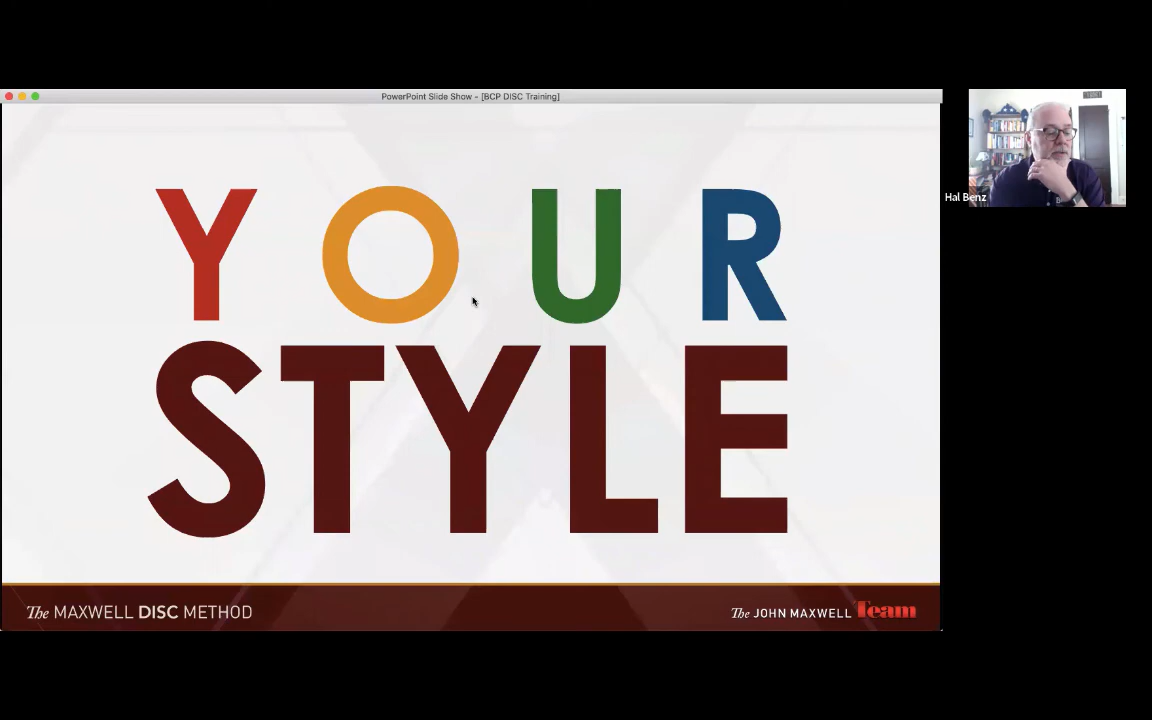 PowerPoint Slide Show - [BCP DISC Training]
YOUR
STYLE
The MAXWELL DISC METHOD
The JOHN MAXWELL Team
Hal Benz